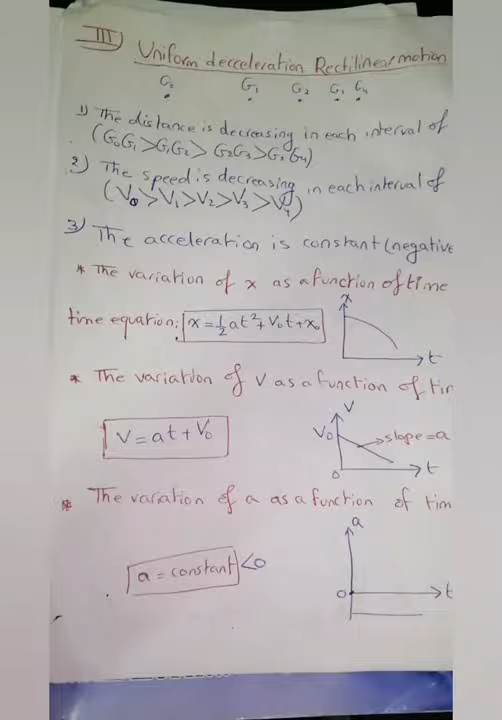 III) Uniform decceleration Rectilinear motion
G₀ G₁ G₂ G₃ G₄
1) The distance is decreasing in each interval of
(G₀G₁>G₁G₂> G₂G₃>G₃G₄)
2) The speed is decreasing in each interval of
(V₀>V₁>V₂>V₃>V₄)
3) The acceleration is constant (negative
* The variation of x as a function of time
x
time equation: x = ½at²+V₀t+x₀
t
* The variation of V as a function of tim
V
V = at + V₀
V₀ slope = a
0 t
* The variation of a as a function of tim
a
a = constant <0
0 t